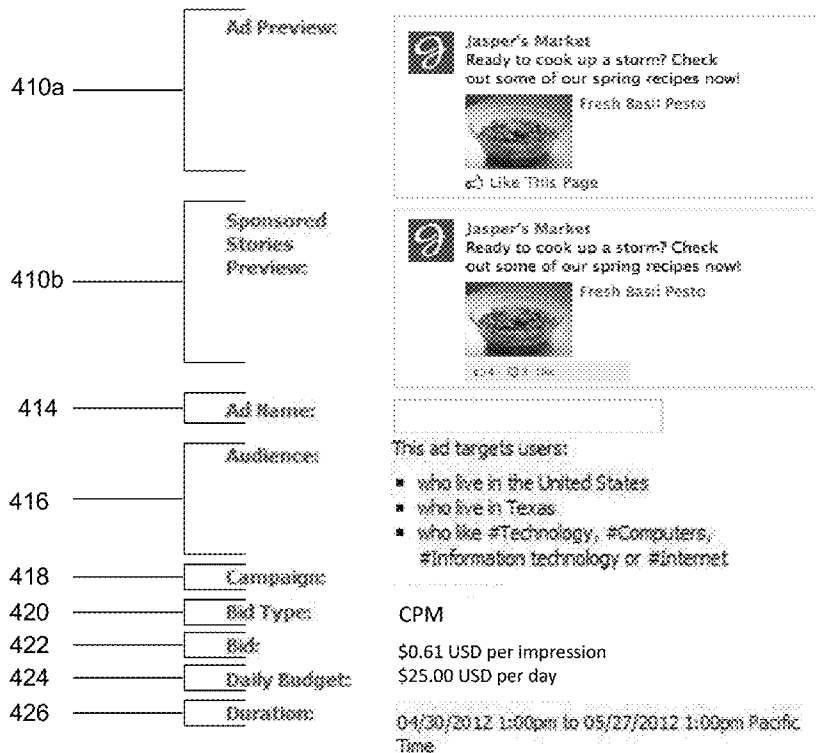 410a
Ad Preview:
Jasper's Market
Ready to cook up a storm? Check
out some of our spring recipes now!
Fresh Basil Pesto
Like This Page
410b
Sponsored
Stories
Preview:
Jasper's Market
Ready to cook up a storm? Check
out some of our spring recipes now!
Fresh Basil Pesto
414
Ad Name:
416
Audience:
This ad targets users:
▪ who live in the United States
▪ who live in Texas
▪ who like #Technology, #Computers,
#Information technology or #Internet
418
Campaign:
420
Bid Type:
CPM
422
Bid:
$0.61 USD per impression
424
Daily Budget:
$25.00 USD per day
426
Duration:
04/30/2012 1:00pm to 05/27/2012 1:00pm Pacific
Time